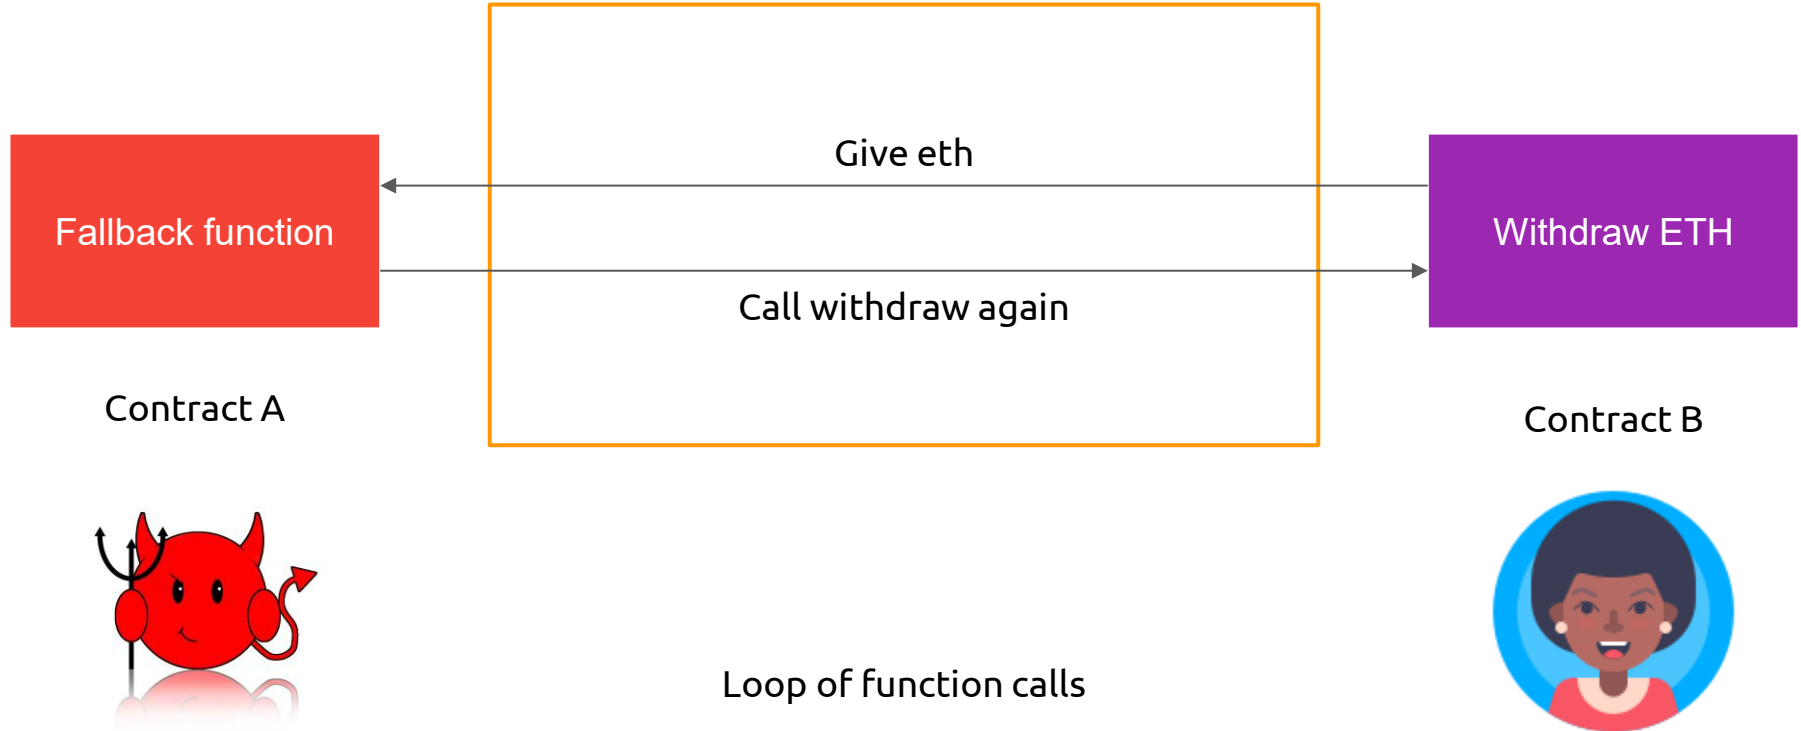 Give eth
Fallback function
Withdraw ETH
Call withdraw again
Contract A
Contract B
Loop of function calls